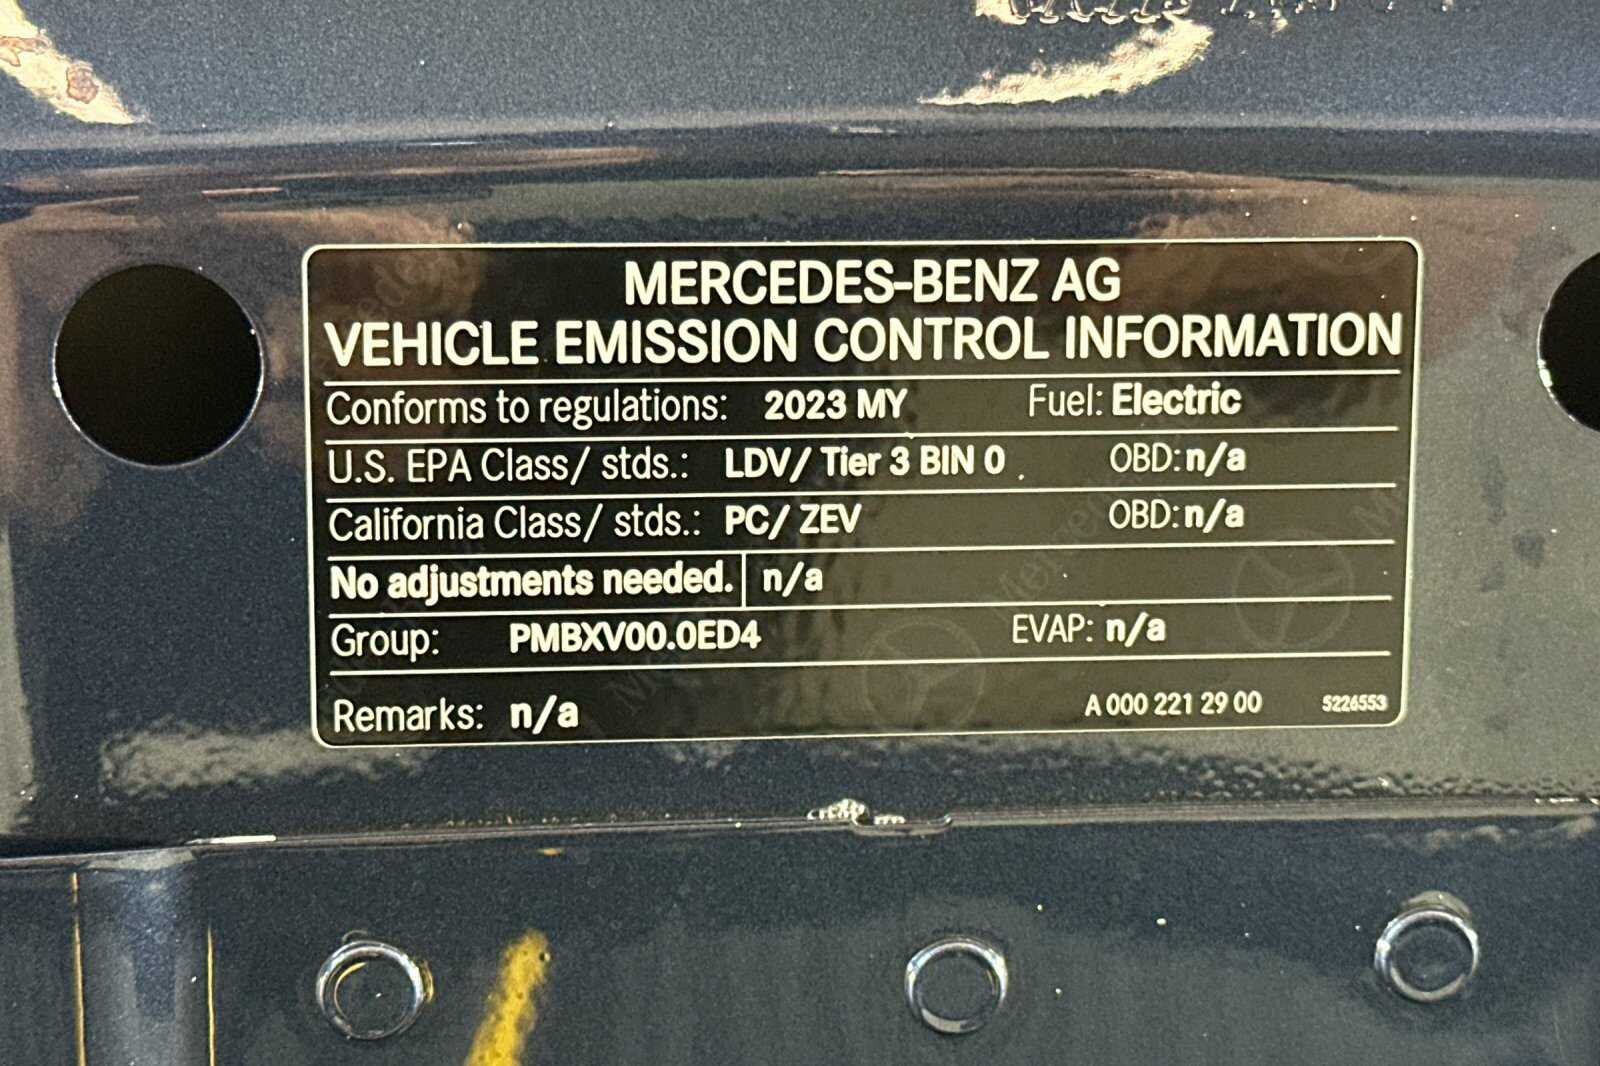 MERCEDES-BENZ AG
VEHICLE EMISSION CONTROL INFORMATION
Conforms to regulations: 2023 MY Fuel: Electric
U.S. EPA Class/ stds.: LDV/ Tier 3 BIN 0 OBD: n/a
California Class/ stds.: PC/ ZEV OBD: n/a
No adjustments needed. n/a
Group: PMBXV00.0ED4 EVAP: n/a
Remarks: n/a A 000 221 29 00 5226553